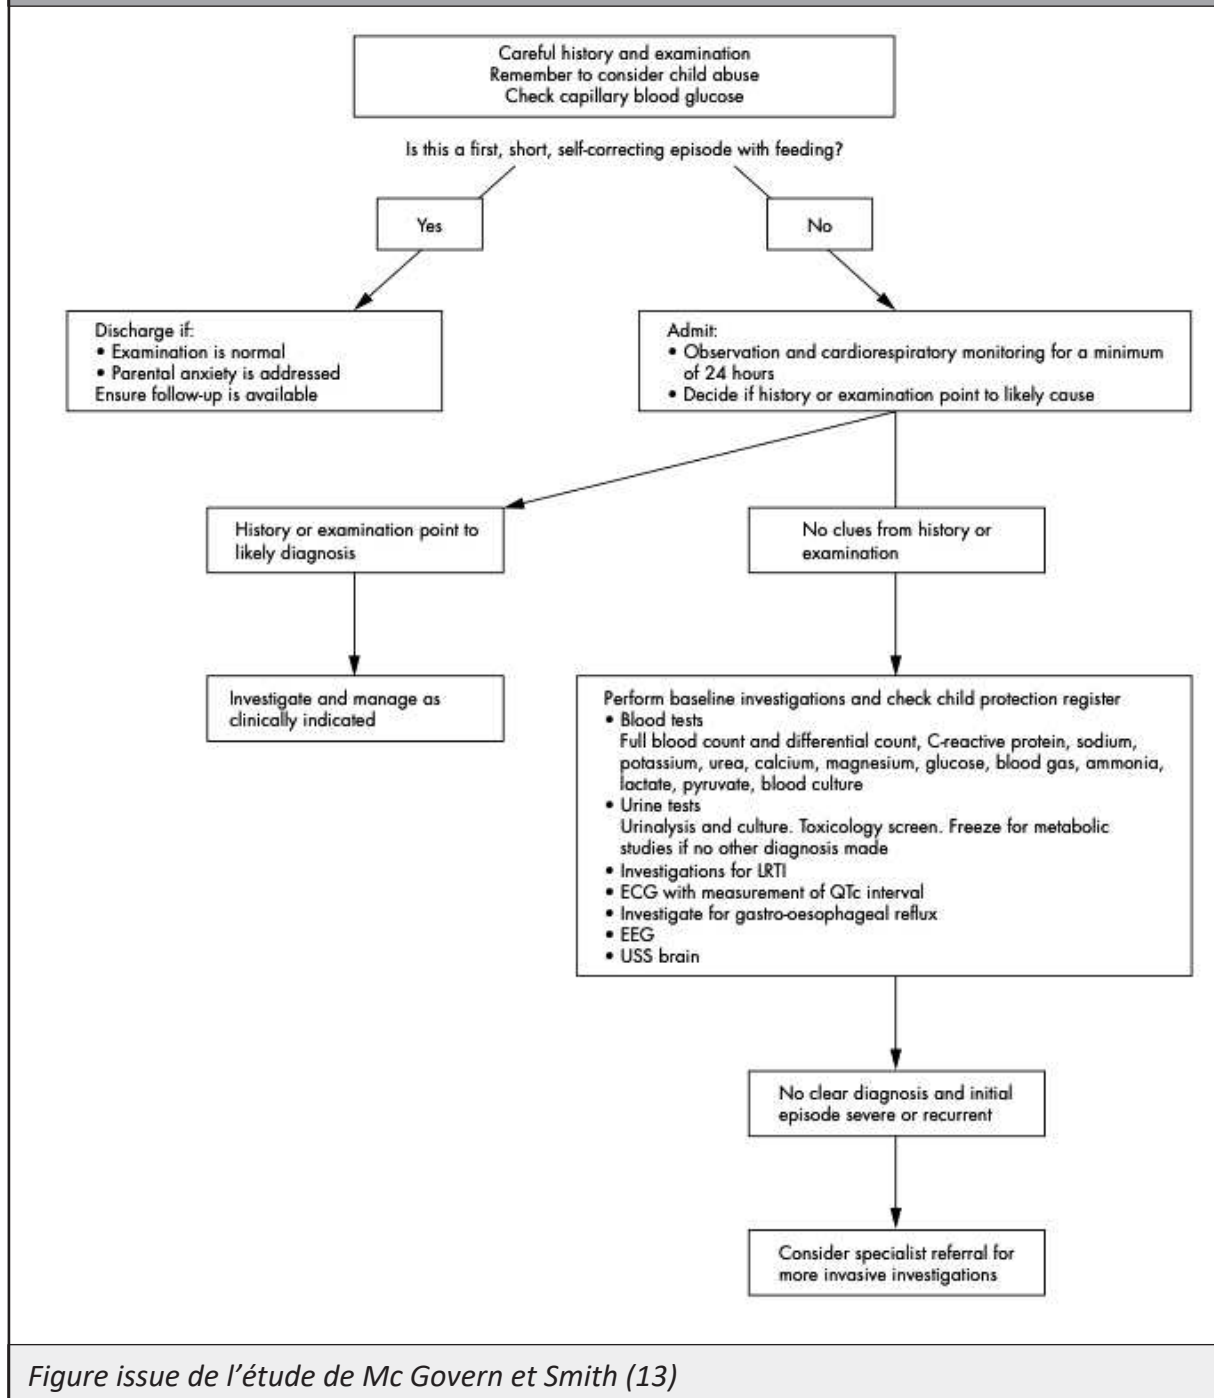 Careful history and examination
Remember to consider child abuse
Check capillary blood glucose
Is this a first, short, self-correcting episode with feeding?
Yes
No
Discharge if:
• Examination is normal
• Parental anxiety is addressed
Ensure follow-up is available
Admit:
• Observation and cardiorespiratory monitoring for a minimum
of 24 hours
• Decide if history or examination point to likely cause
History or examination point to
likely diagnosis
No clues from history or
examination
Investigate and manage as
clinically indicated
Perform baseline investigations and check child protection register
• Blood tests
Full blood count and differential count, C-reactive protein, sodium,
potassium, urea, calcium, magnesium, glucose, blood gas, ammonia,
lactate, pyruvate, blood culture
• Urine tests
Urinalysis and culture. Toxicology screen. Freeze for metabolic
studies if no other diagnosis made
• Investigations for LRTI
• ECG with measurement of QTc interval
• Investigate for gastro-oesophageal reflux
• EEG
• USS brain
No clear diagnosis and initial
episode severe or recurrent
Consider specialist referral for
more invasive investigations
Figure issue de l'étude de Mc Govern et Smith (13)